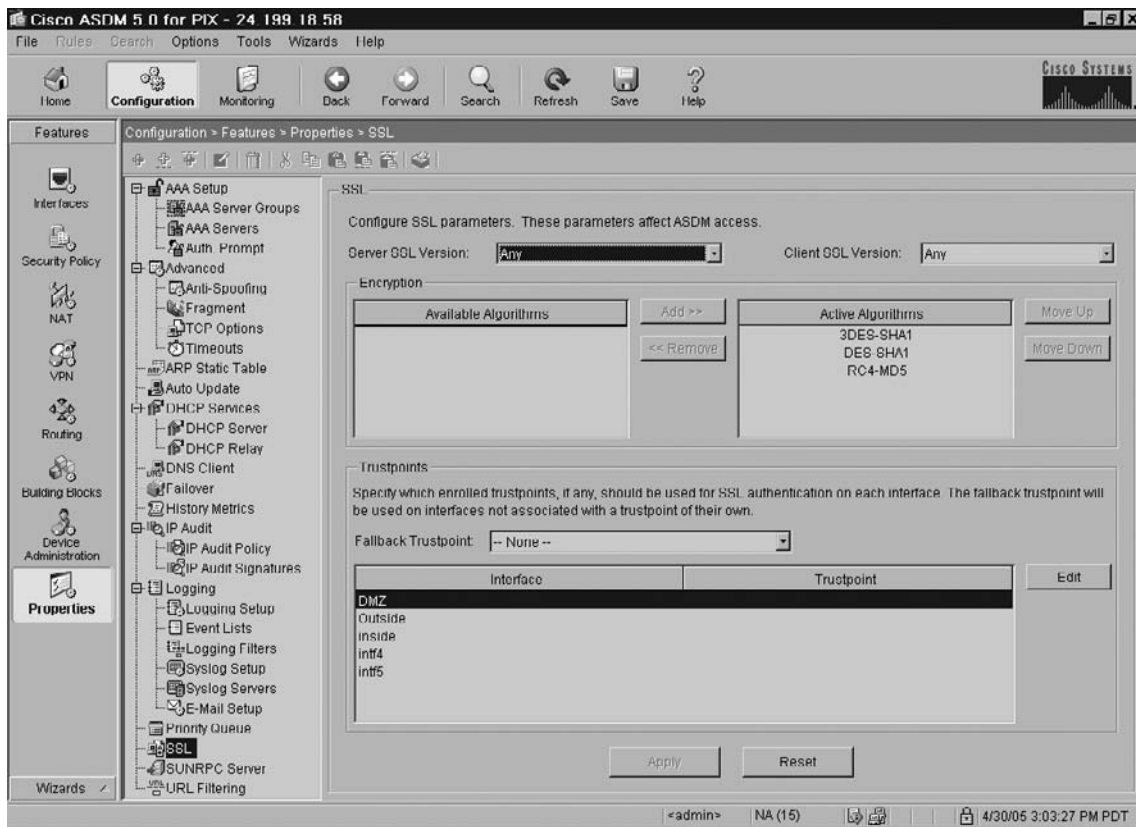 Cisco ASDM 5.0 for PIX - 24.199.18.58
File Rules Search Options Tools Wizards Help
Home Configuration Monitoring Back Forward Search Refresh Save Help
CISCO SYSTEMS
Features
Configuration > Features > Properties > SSL
Interfaces
Security Policy
NAT
VPN
Routing
Building Blocks
Device
Administration
Properties
Wizards
AAA Setup
AAA Server Groups
AAA Servers
Auth. Prompt
Advanced
Anti-Spoofing
Fragment
TCP Options
Timeouts
ARP Static Table
Auto Update
DHCP Services
DHCP Server
DHCP Relay
DNS Client
Failover
History Metrics
IP Audit
IP Audit Policy
IP Audit Signatures
Logging
Logging Setup
Event Lists
Logging Filters
Syslog Setup
Syslog Servers
E-Mail Setup
Priority Queue
SSL
SUNRPC Server
URL Filtering
SSL
Configure SSL parameters. These parameters affect ASDM access.
Server SSL Version: Any Client SSL Version: Any
Encryption
Available Algorithms
Add >>
<< Remove
Active Algorithms
3DES-SHA1
DES-SHA1
RC4-MD5
Move Up
Move Down
Trustpoints
Specify which enrolled trustpoints, if any, should be used for SSL authentication on each interface. The fallback trustpoint will
be used on interfaces not associated with a trustpoint of their own.
Fallback Trustpoint: -- None --
Interface Trustpoint
DMZ
Outside
inside
intf4
intf5
Edit
Apply Reset
<admin> NA (15) 4/30/05 3:03:27 PM PDT